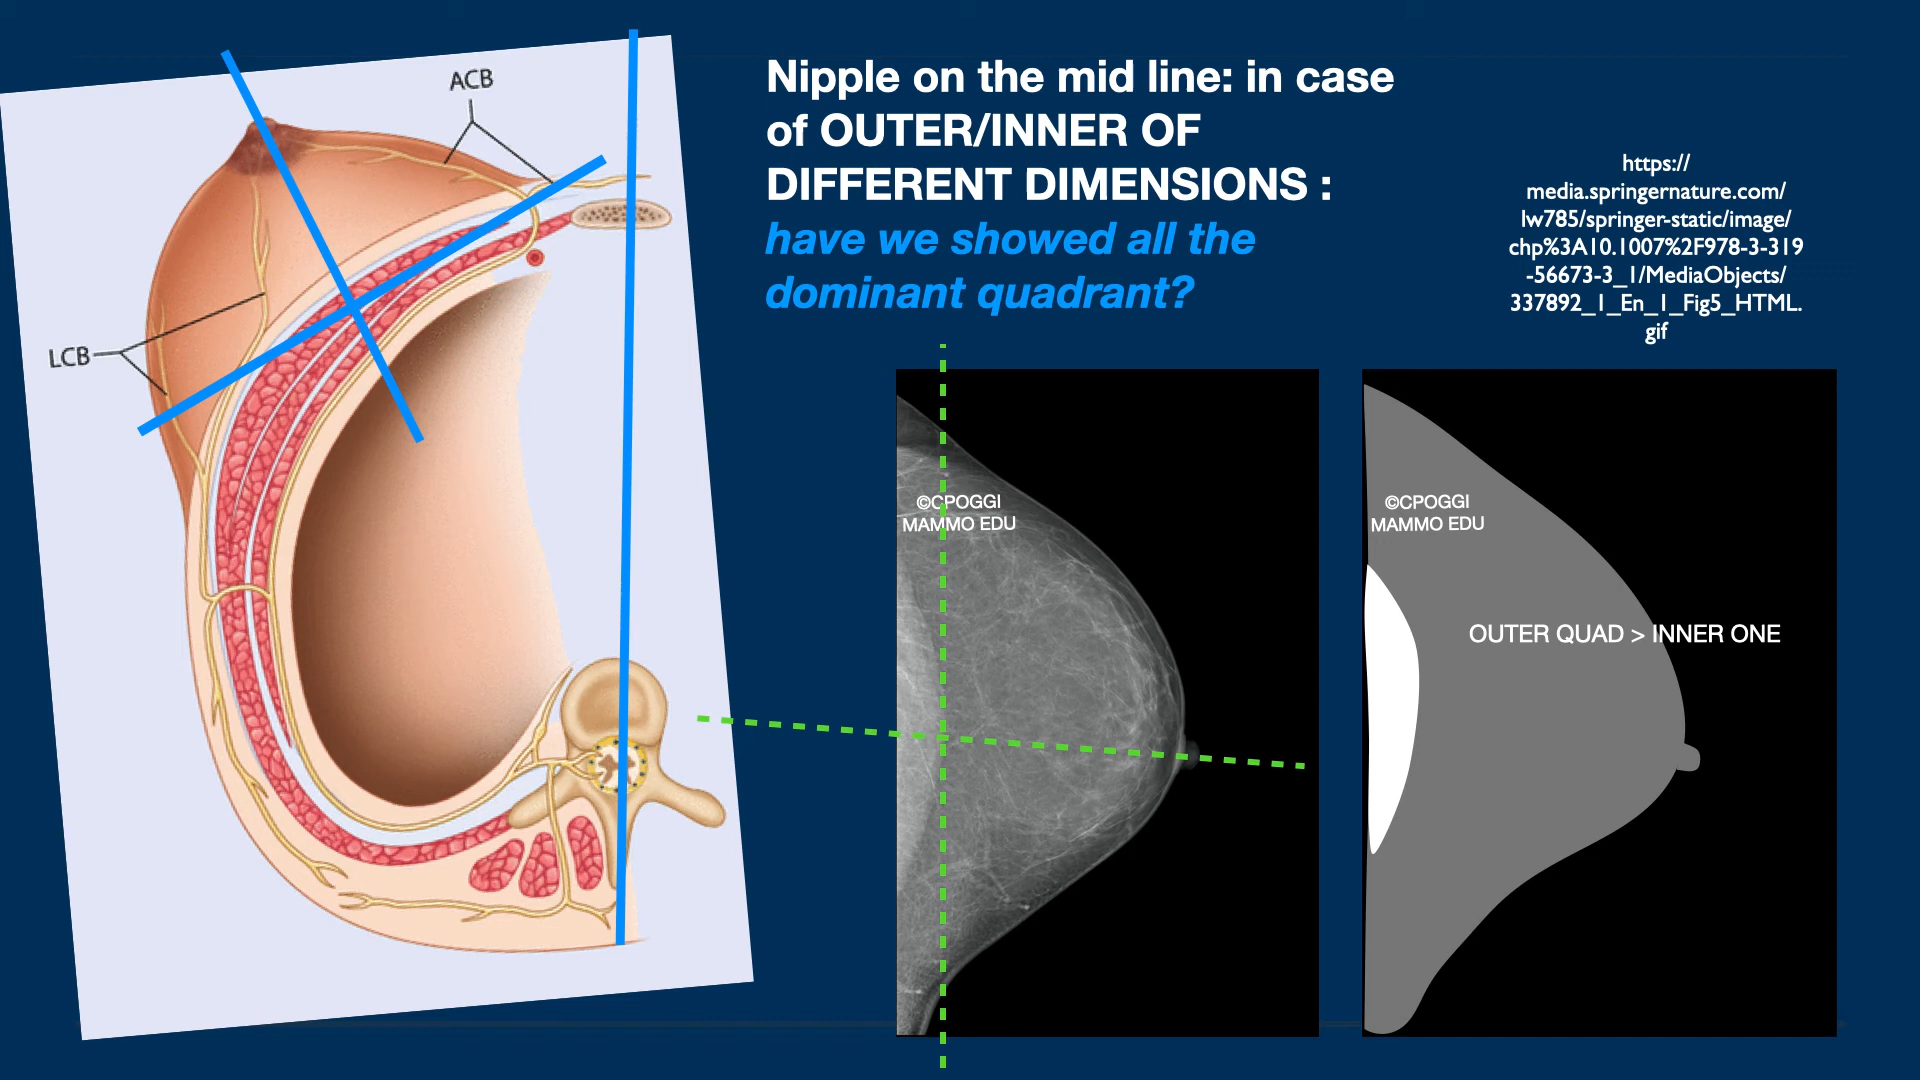 ACB
LCB
Nipple on the mid line: in case
of OUTER/INNER OF
DIFFERENT DIMENSIONS :
have we showed all the
dominant quadrant?
https://
media.springernature.com/
lw785/springer-static/image/
chp%3A10.1007%2F978-3-319
-56673-3_1/MediaObjects/
337892_1_En_1_Fig5_HTML.
gif
©CPOGGI
MAMMO EDU
©CPOGGI
MAMMO EDU
OUTER QUAD > INNER ONE